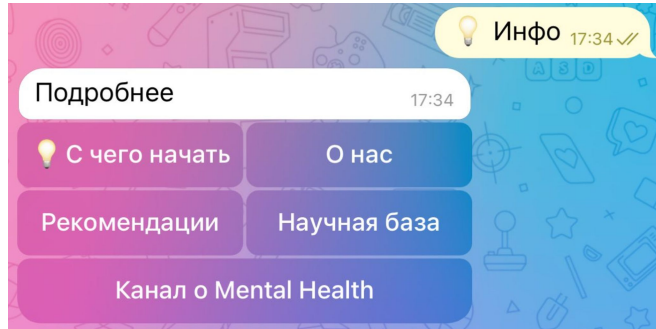 💡 Инфо 17:34
Подробнее 17:34
💡 С чего начать
О нас
Рекомендации
Научная база
Канал о Mental Health